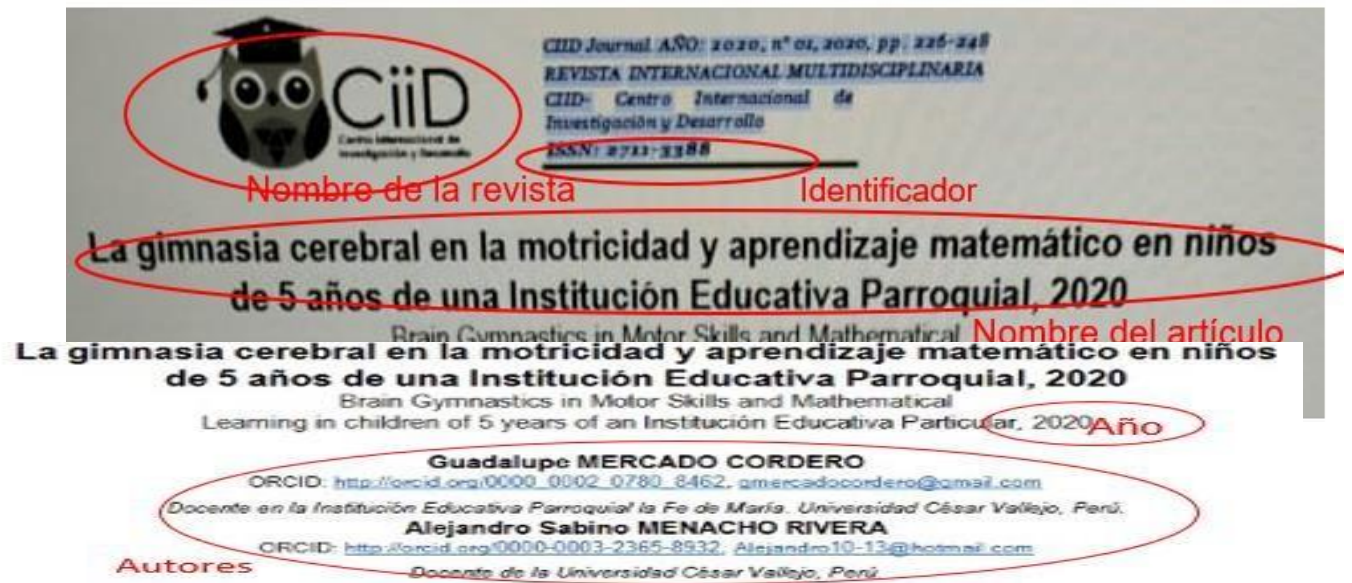 CiiD
Centro Internacional de
Investigación y Desarrollo
CIID Journal AÑO: 2020, n° 01, 2020, pp. 226-248
REVISTA INTERNACIONAL MULTIDISCIPLINARIA
CIID- Centro Internacional de
Investigación y Desarrollo
ISSN: 2711-3388
Nombre de la revista
Identificador
La gimnasia cerebral en la motricidad y aprendizaje matemático en niños
de 5 años de una Institución Educativa Parroquial, 2020
Brain Gymnastics in Motor Skills and Mathematical
Nombre del artículo
La gimnasia cerebral en la motricidad y aprendizaje matemático en niños
de 5 años de una Institución Educativa Parroquial, 2020
Brain Gymnastics in Motor Skills and Mathematical
Learning in children of 5 years of an Institución Educativa Particular, 2020
Año
Guadalupe MERCADO CORDERO
ORCID: http://orcid.org/0000_0002_0780_8462, gmercadocordero@gmail.com
Docente en la Institución Educativa Parroquial la Fe de María. Universidad César Vallejo, Perú.
Alejandro Sabino MENACHO RIVERA
ORCID: http://orcid.org/0000-0003-2365-8932, Alejandro10-13@hotmail.com
Autores
Docente de la Universidad César Vallejo, Perú